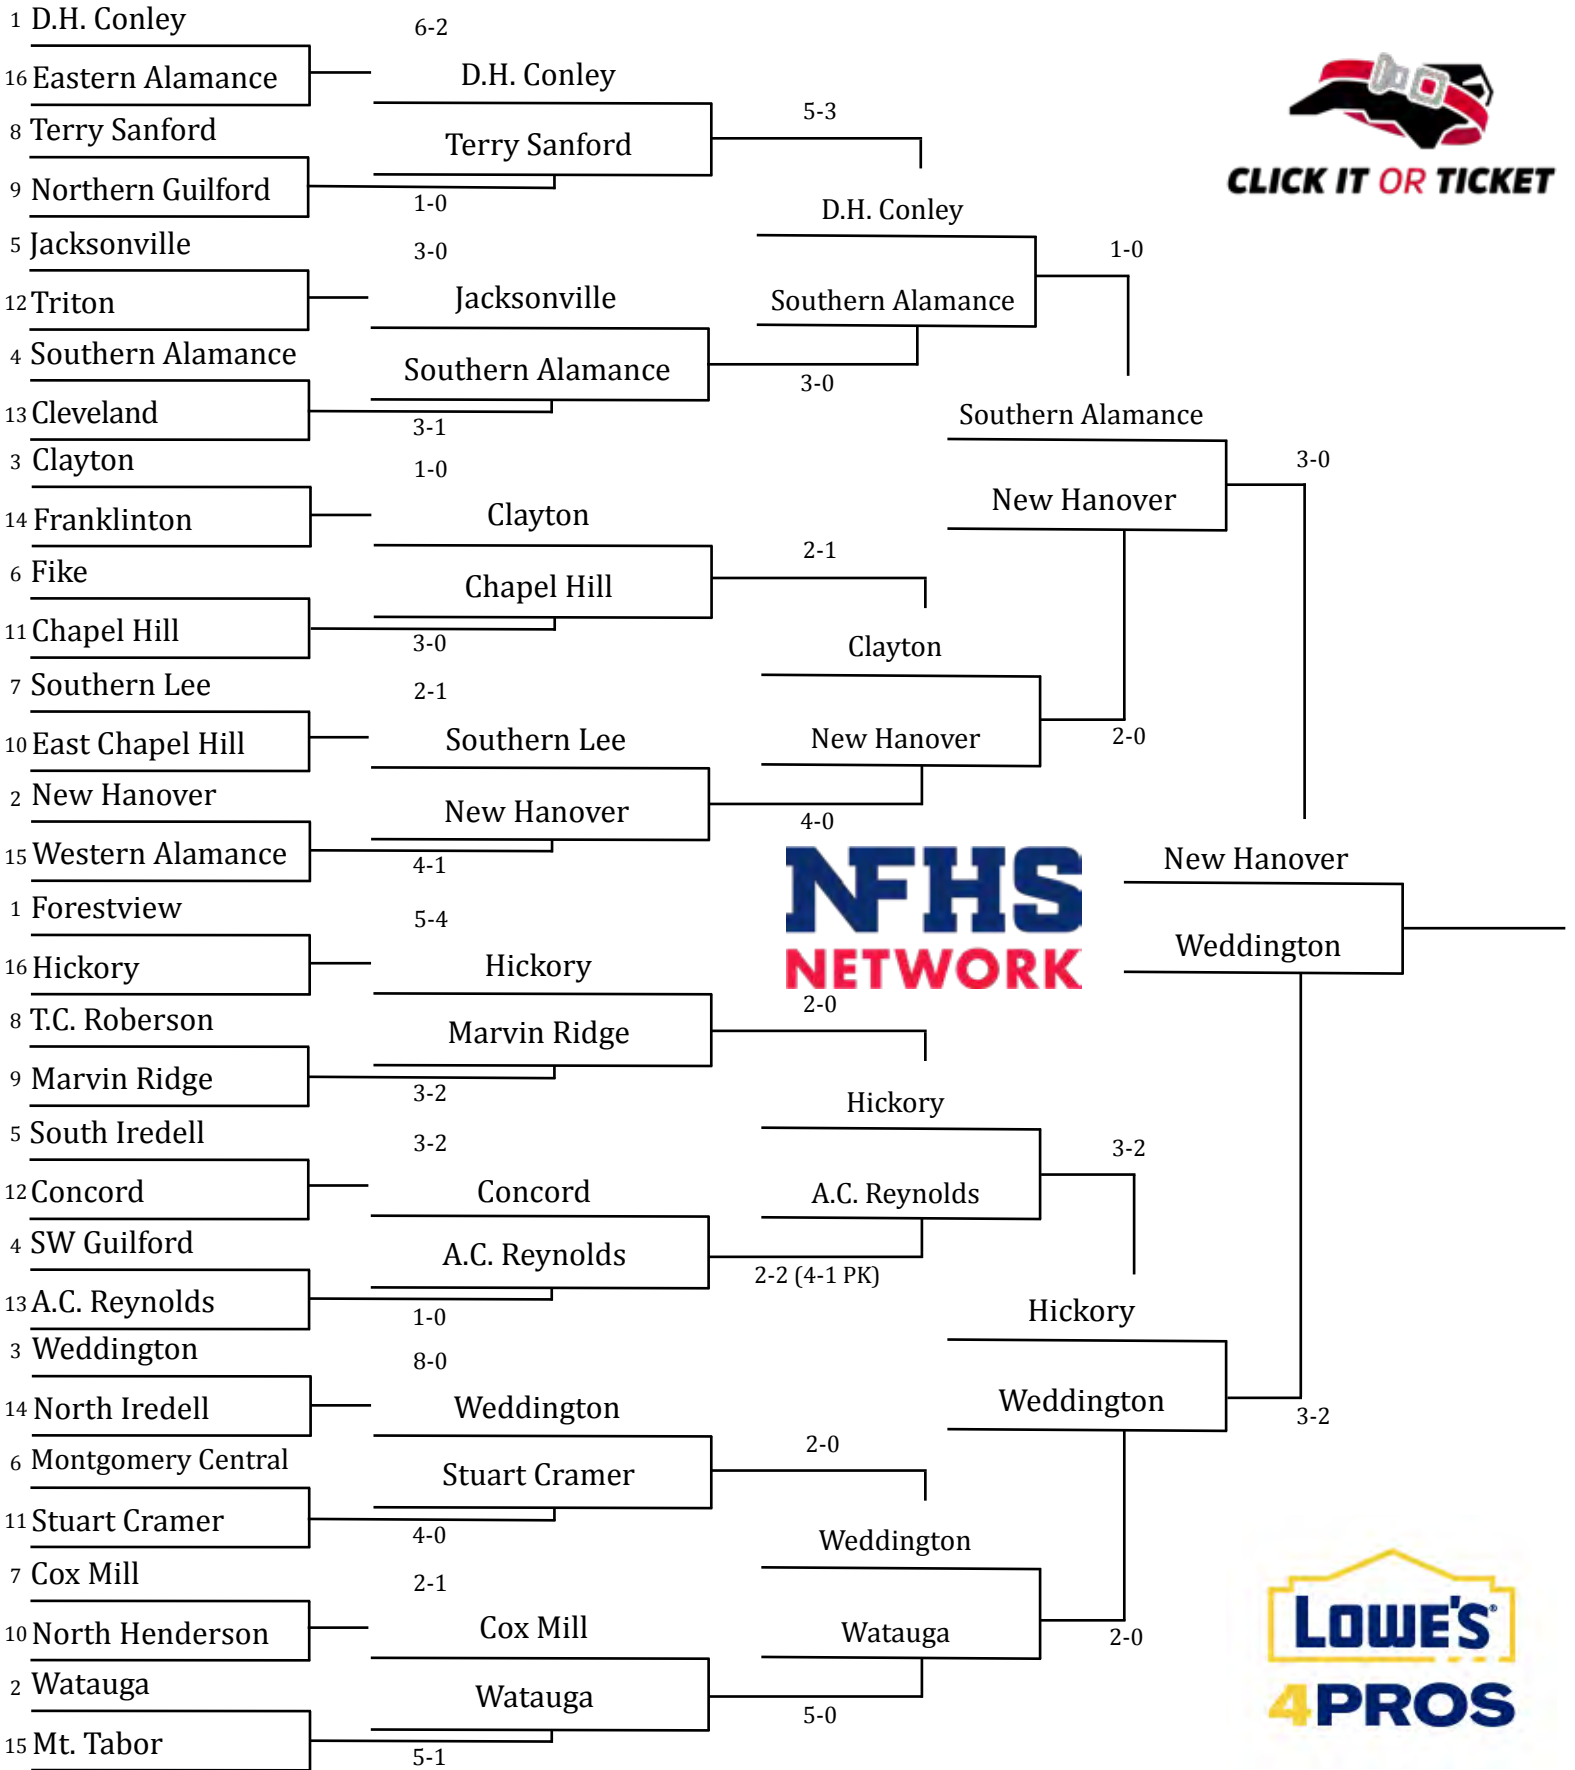 1 D.H. Conley
6-2
16 Eastern Alamance
D.H. Conley
8 Terry Sanford
5-3
Terry Sanford
9 Northern Guilford
1-0
D.H. Conley
5 Jacksonville
3-0
1-0
12 Triton
Jacksonville
Southern Alamance
4 Southern Alamance
Southern Alamance
3-0
13 Cleveland
3-1
Southern Alamance
3 Clayton
1-0
3-0
14 Franklinton
Clayton
New Hanover
6 Fike
2-1
Chapel Hill
11 Chapel Hill
3-0
Clayton
7 Southern Lee
2-1
10 East Chapel Hill
Southern Lee
New Hanover
2-0
2 New Hanover
New Hanover
4-0
15 Western Alamance
4-1
New Hanover
1 Forestview
5-4
Weddington
16 Hickory
Hickory
8 T.C. Roberson
2-0
Marvin Ridge
9 Marvin Ridge
3-2
Hickory
5 South Iredell
3-2
3-2
12 Concord
Concord
A.C. Reynolds
4 SW Guilford
A.C. Reynolds
2-2 (4-1 PK)
13 A.C. Reynolds
1-0
Hickory
3 Weddington
8-0
14 North Iredell
Weddington
Weddington
3-2
6 Montgomery Central
2-0
Stuart Cramer
11 Stuart Cramer
4-0
Weddington
7 Cox Mill
2-1
10 North Henderson
Cox Mill
Watauga
2-0
2 Watauga
Watauga
5-0
15 Mt. Tabor
5-1
CLICK IT OR TICKET
NFHS
NETWORK
LOWE'S®
4PROS